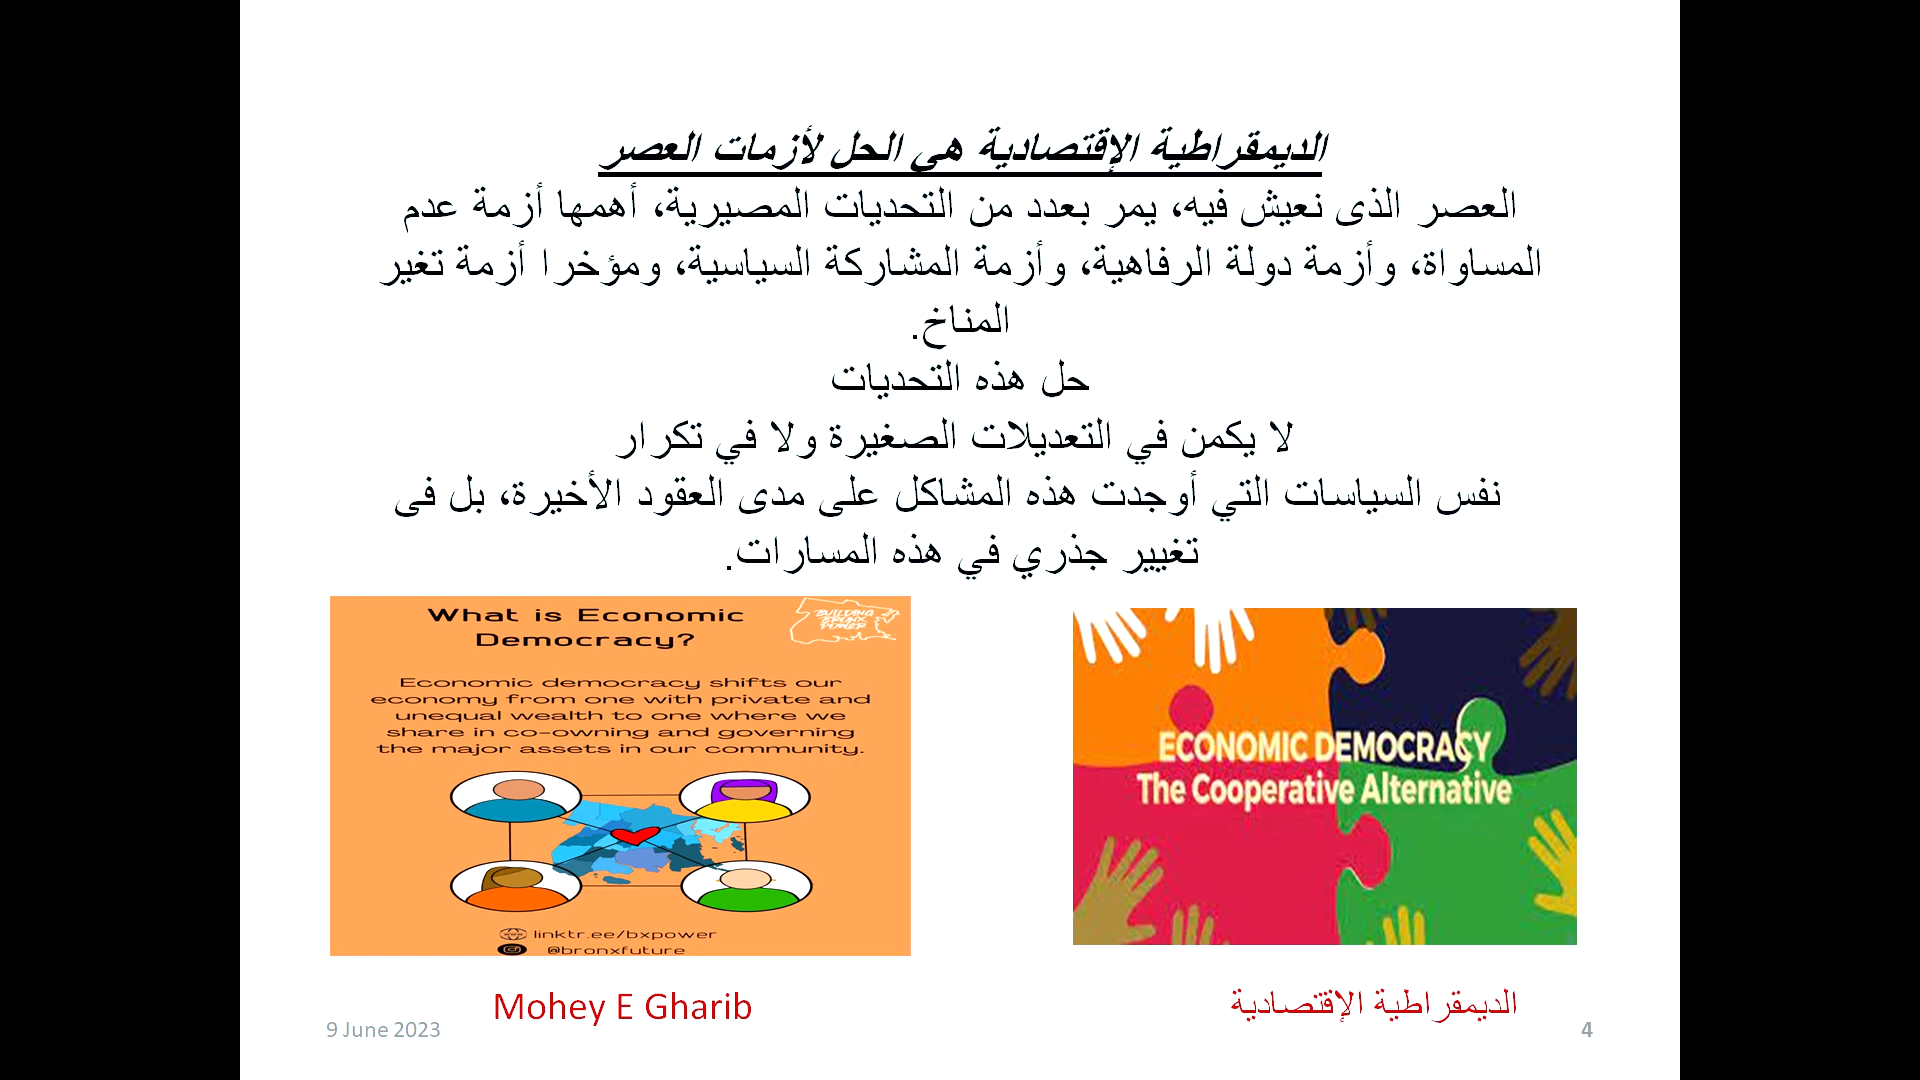 الديمقراطية الإقتصادية هي الحل لأزمات العصر
العصر الذى نعيش فيه، يمر بعدد من التحديات المصيرية، أهمها أزمة عدم
المساواة، وأزمة دولة الرفاهية، وأزمة المشاركة السياسية، ومؤخرا أزمة تغير
المناخ.
حل هذه التحديات
لا يكمن في التعديلات الصغيرة ولا في تكرار
نفس السياسات التي أوجدت هذه المشاكل على مدى العقود الأخيرة، بل فى
تغيير جذري في هذه المسارات.
What is Economic
Democracy?
BUILDING
BRONX
POWER
Economic democracy shifts our
economy from one with private and
unequal wealth to one where we
share in co-owning and governing
the major assets in our community.
www linktr.ee/bxpower
@bronxfuture
ECONOMIC DEMOCRACY
The Cooperative Alternative
9 June 2023
Mohey E Gharib
الديمقراطية الإقتصادية
4